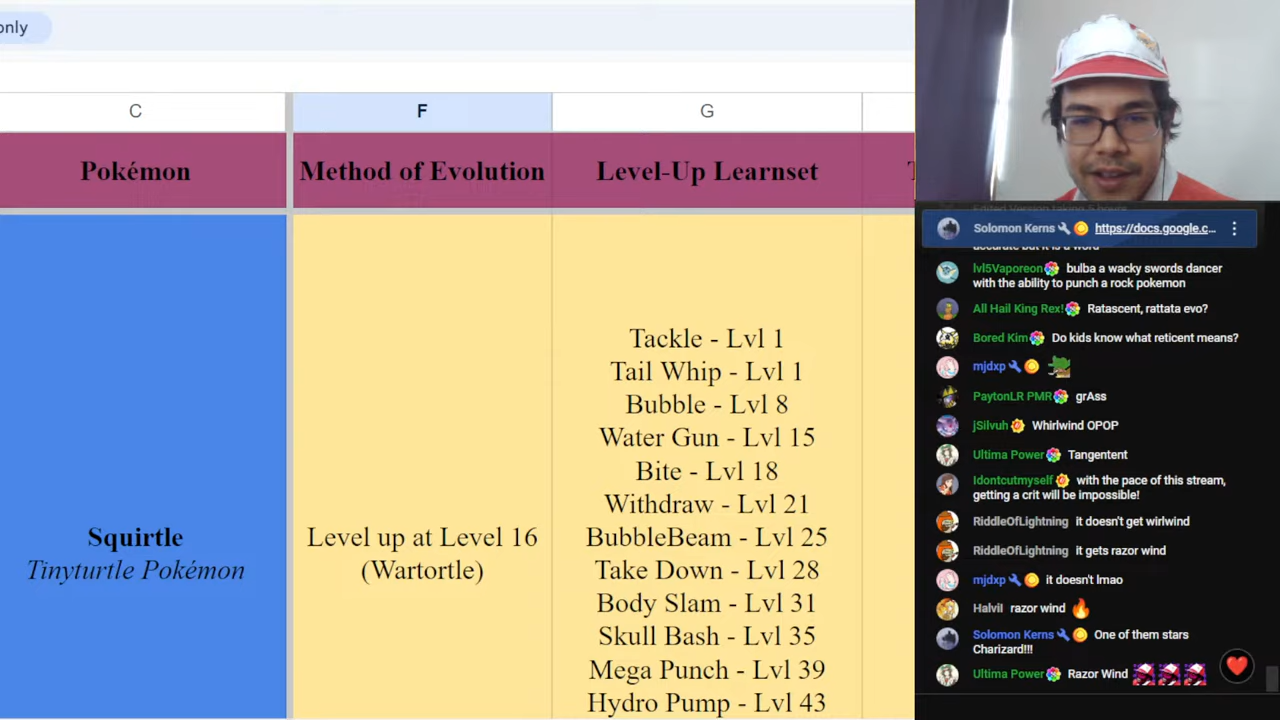 only
C
F
G
Pokémon
Method of Evolution
Level-Up Learnset
Squirtle
Tinyturtle Pokémon
Level up at Level 16
(Wartortle)
Tackle - Lvl 1
Tail Whip - Lvl 1
Bubble - Lvl 8
Water Gun - Lvl 15
Bite - Lvl 18
Withdraw - Lvl 21
BubbleBeam - Lvl 25
Take Down - Lvl 28
Body Slam - Lvl 31
Skull Bash - Lvl 35
Mega Punch - Lvl 39
Hydro Pump - Lvl 43
Solomon Kerns https://docs.google.c...
accurate but it is a word
lvl5Vaporeon bulba a wacky swords dancer
with the ability to punch a rock pokemon
All Hail King Rex! Ratascent, rattata evo?
Bored Kim Do kids know what reticent means?
mjdxp
PaytonLR PMR grAss
jSilvuh Whirlwind OPOP
Ultima Power Tangentent
Idontcutmyself with the pace of this stream,
getting a crit will be impossible!
RiddleOfLightning it doesn't get wirlwind
RiddleOfLightning it gets razor wind
mjdxp it doesn't lmao
Halvil razor wind
Solomon Kerns One of them stars
Charizard!!!
Ultima Power Razor Wind